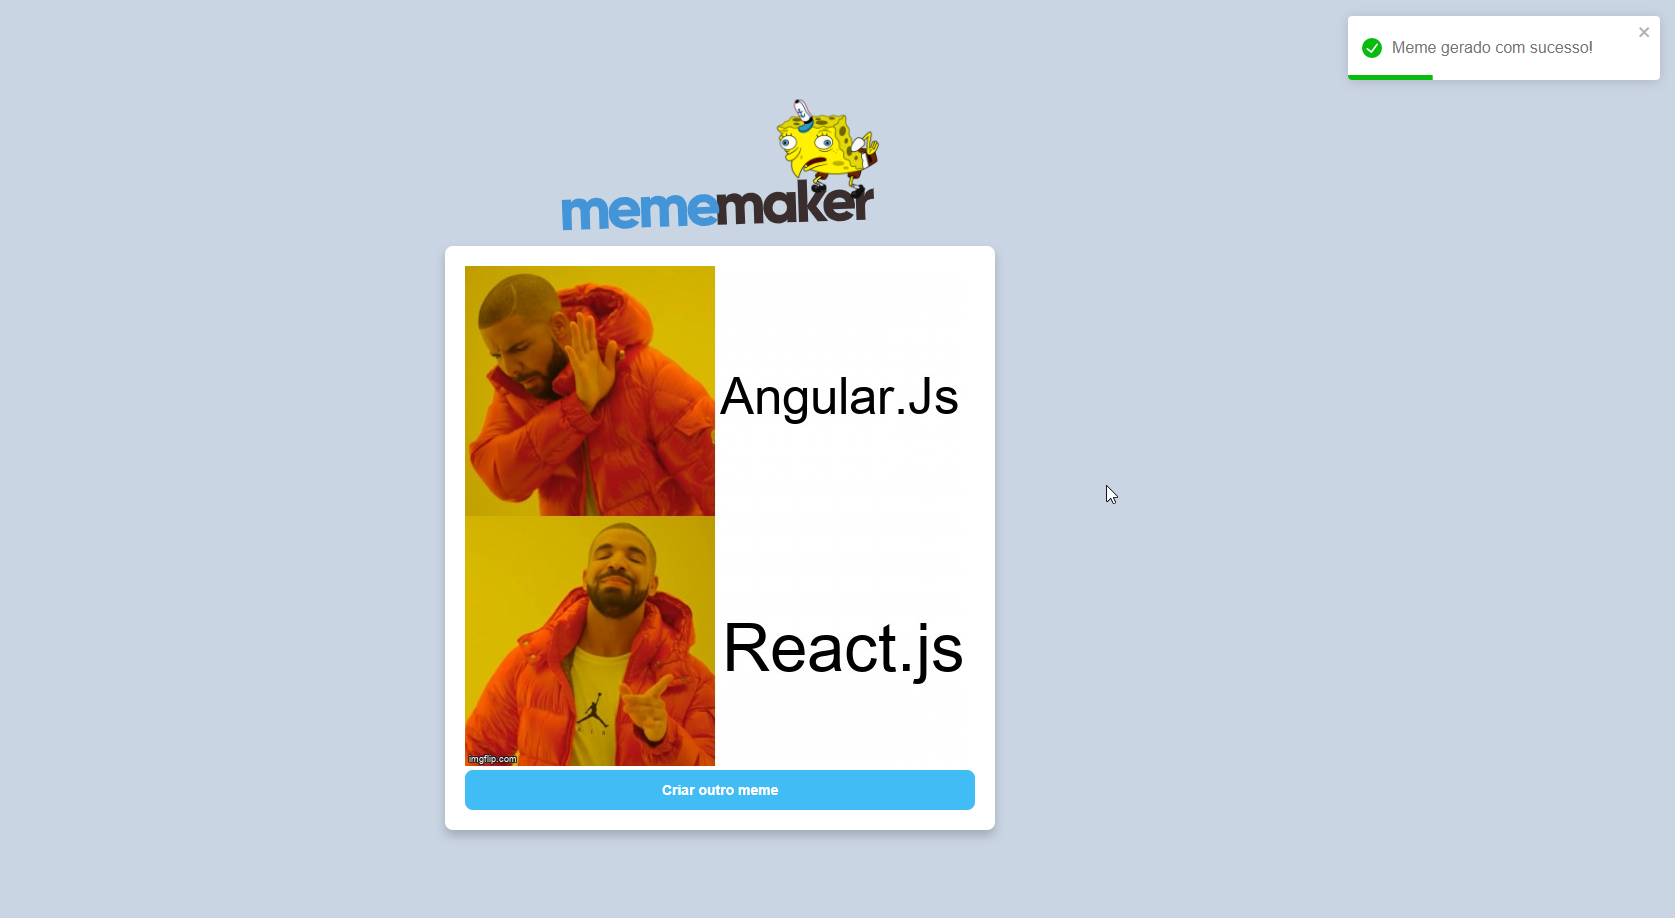 Meme gerado com sucesso!
mememaker
Angular.Js
React.js
imgflip.com
Criar outro meme